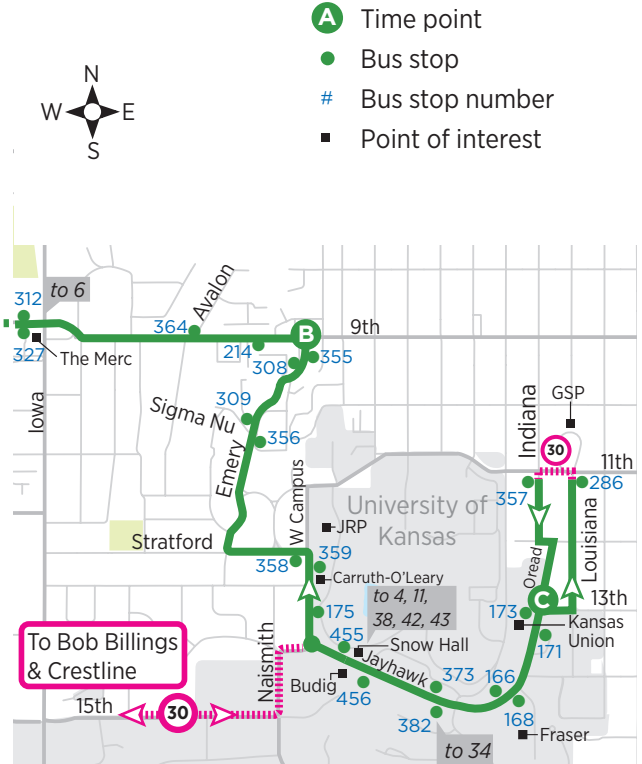 A Time point
Bus stop
# Bus stop number
Point of interest
N
W E
S
to 6
312
Avalon
364
B
9th
327
The Merc
214
308
355
Iowa
309
Sigma Nu
356
Emery
Indiana
GSP
30
11th
357
286
W Campus
University of
Kansas
JRP
Stratford
358
359
Carruth-O'Leary
Oread
Louisiana
to 4, 11,
38, 42, 43
C
13th
175
173
Kansas
Union
171
To Bob Billings
& Crestline
Naismith
455
Snow Hall
Jayhawk
373
166
Budig
456
15th
30
382
168
Fraser
to 34